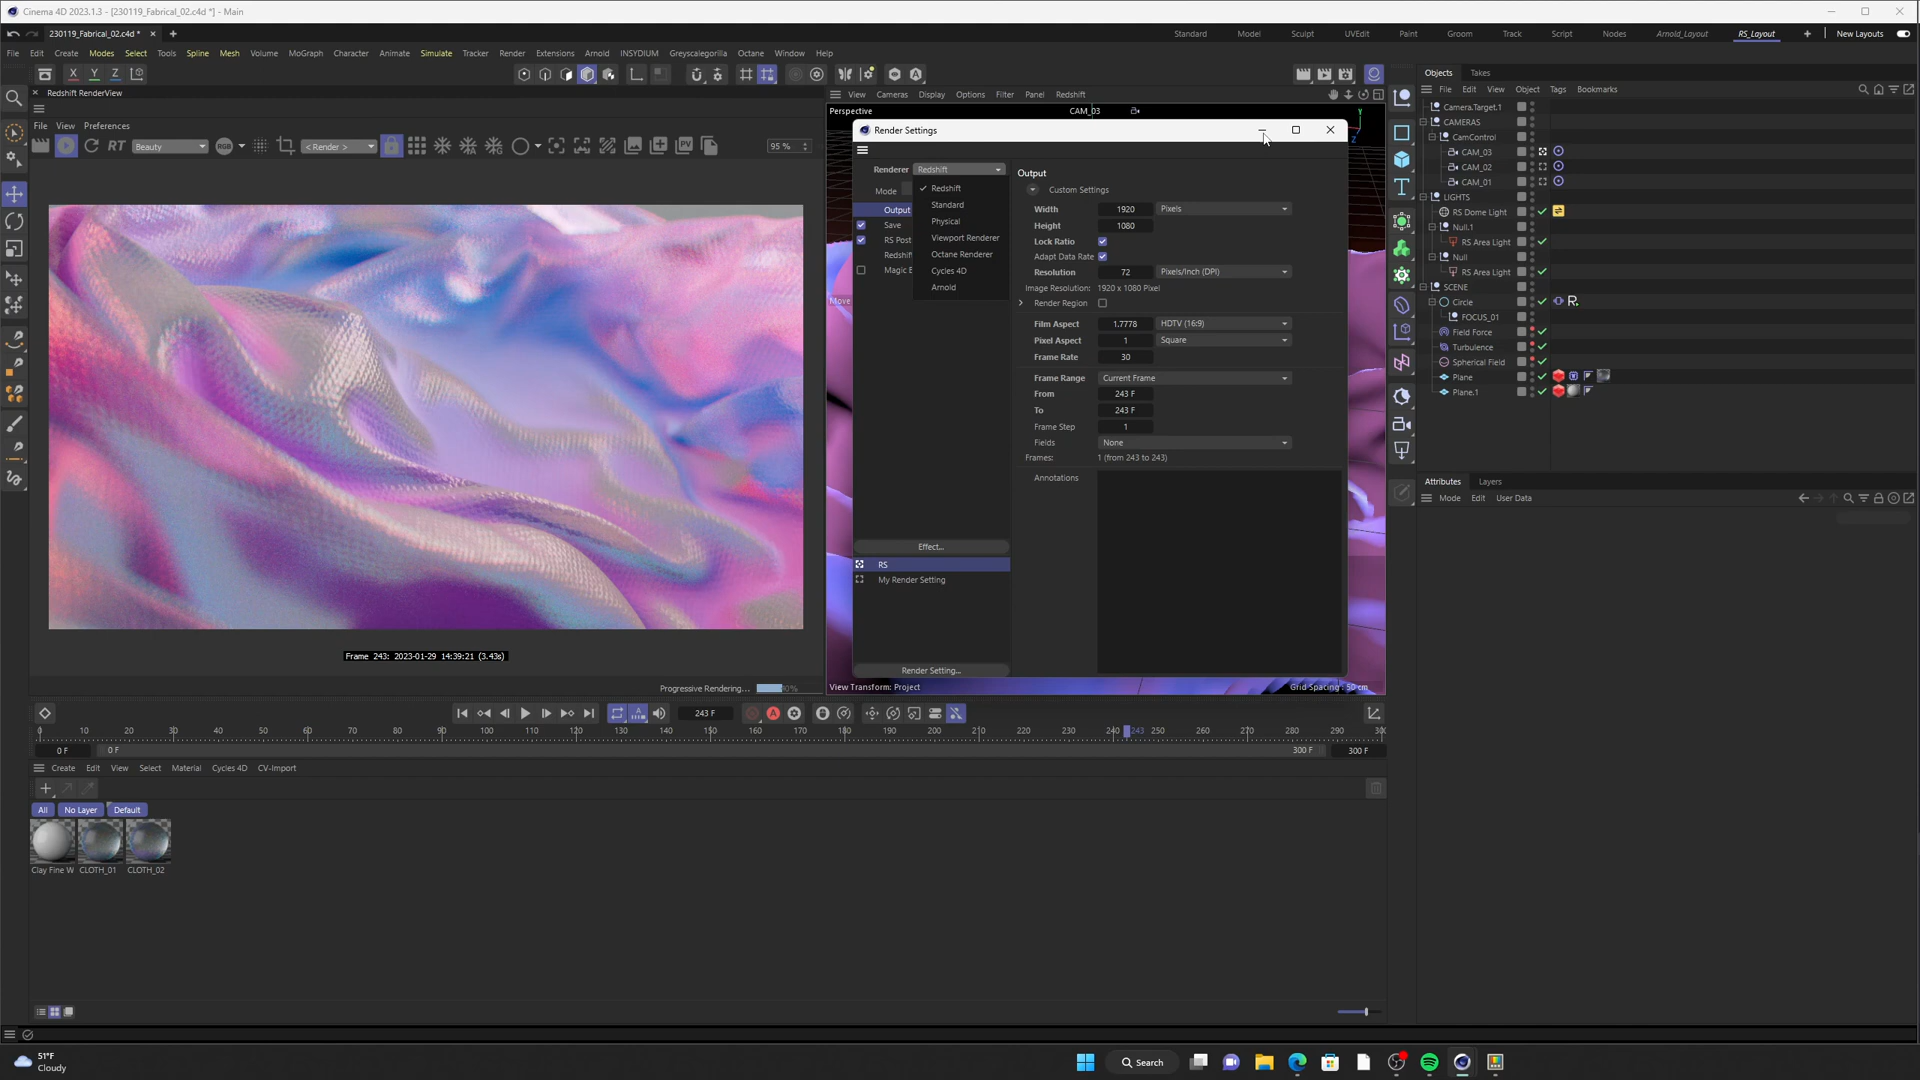 Cinema 4D 2023.1.3 - [230119_Fabrical_02.c4d *] - Main
230119_Fabrical_02.c4d *
Standard Model Sculpt UVEdit Paint Groom Track Script Nodes Arnold_Layout RS_Layout New Layouts
File Edit Create Modes Select Tools Spline Mesh Volume MoGraph Character Animate Simulate Tracker Render Extensions Arnold INSYDIUM Greyscalegorilla Octane Window Help
X Y Z
Redshift RenderView
File View Preferences
RT Beauty RGB < Render > PV 95 %
Frame 243: 2023-01-29 14:39:21 (3.43s)
Progressive Rendering...
View Cameras Display Options Filter Panel Redshift
Perspective CAM_03
Move
Render Settings
Renderer Redshift
Mode
Redshift
Standard
Physical
Viewport Renderer
Octane Renderer
Cycles 4D
Arnold
Output
Save
RS Post
Redshift
Magic B
Effect...
RS
My Render Setting
Render Setting...
Output
Custom Settings
Width 1920 Pixels
Height 1080
Lock Ratio
Adapt Data Rate
Resolution 72 Pixels/Inch (DPI)
Image Resolution: 1920 x 1080 Pixel
Render Region
Film Aspect 1.7778 HDTV (16:9)
Pixel Aspect 1 Square
Frame Rate 30
Frame Range Current Frame
From 243 F
To 243 F
Frame Step 1
Fields None
Frames: 1 (from 243 to 243)
Annotations
View Transform: Project
Grid Spacing : 50 cm
Objects Takes
File Edit View Object Tags Bookmarks
Camera.Target.1
CAMERAS
CamControl
CAM_03
CAM_02
CAM_01
LIGHTS
RS Dome Light
Null.1
RS Area Light
Null
RS Area Light
SCENE
Circle
FOCUS_01
Field Force
Turbulence
Spherical Field
Plane
Plane.1
Attributes Layers
Mode Edit User Data
243 F
0 10 20 30 40 50 60 70 80 90 100 110 120 130 140 150 160 170 180 190 200 210 220 230 240 243 250 260 270 280 290 30
0 F 0 F 300 F 300 F
Create Edit View Select Material Cycles 4D CV-Import
All No Layer Default
Clay Fine W CLOTH_01 CLOTH_02
51°F
Cloudy
Search